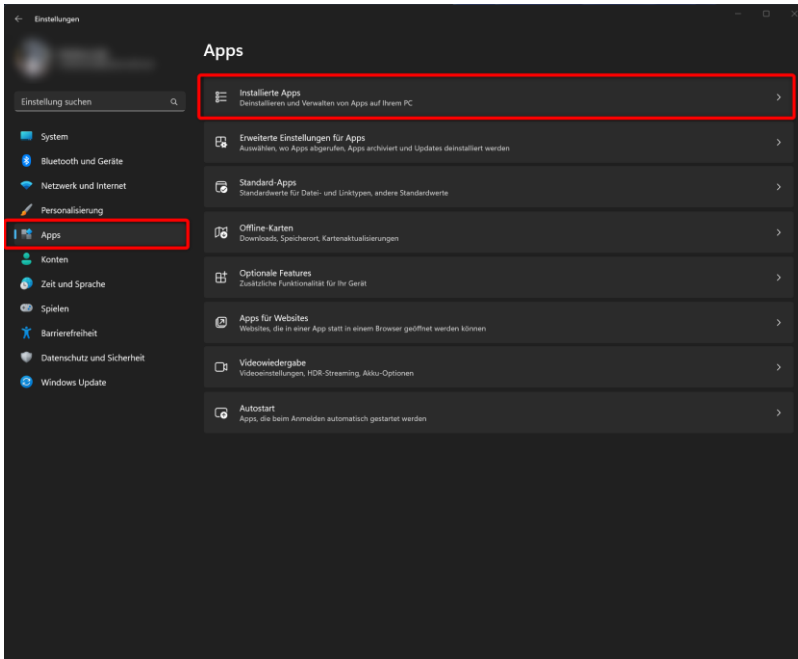 Einstellungen
Apps
Einstellung suchen
System
Bluetooth und Geräte
Netzwerk und Internet
Personalisierung
Apps
Konten
Zeit und Sprache
Spielen
Barrierefreiheit
Datenschutz und Sicherheit
Windows Update
Installierte Apps
Deinstallieren und Verwalten von Apps auf Ihrem PC
Erweiterte Einstellungen für Apps
Auswählen, wo Apps abgerufen, Apps archiviert und Updates deinstalliert werden
Standard-Apps
Standardwerte für Datei- und Linktypen, andere Standardwerte
Offline-Karten
Downloads, Speicherort, Kartenaktualisierungen
Optionale Features
Zusätzliche Funktionalität für Ihr Gerät
Apps für Websites
Websites, die in einer App statt in einem Browser geöffnet werden können
Videowiedergabe
Videoeinstellungen, HDR-Streaming, Akku-Optionen
Autostart
Apps, die beim Anmelden automatisch gestartet werden